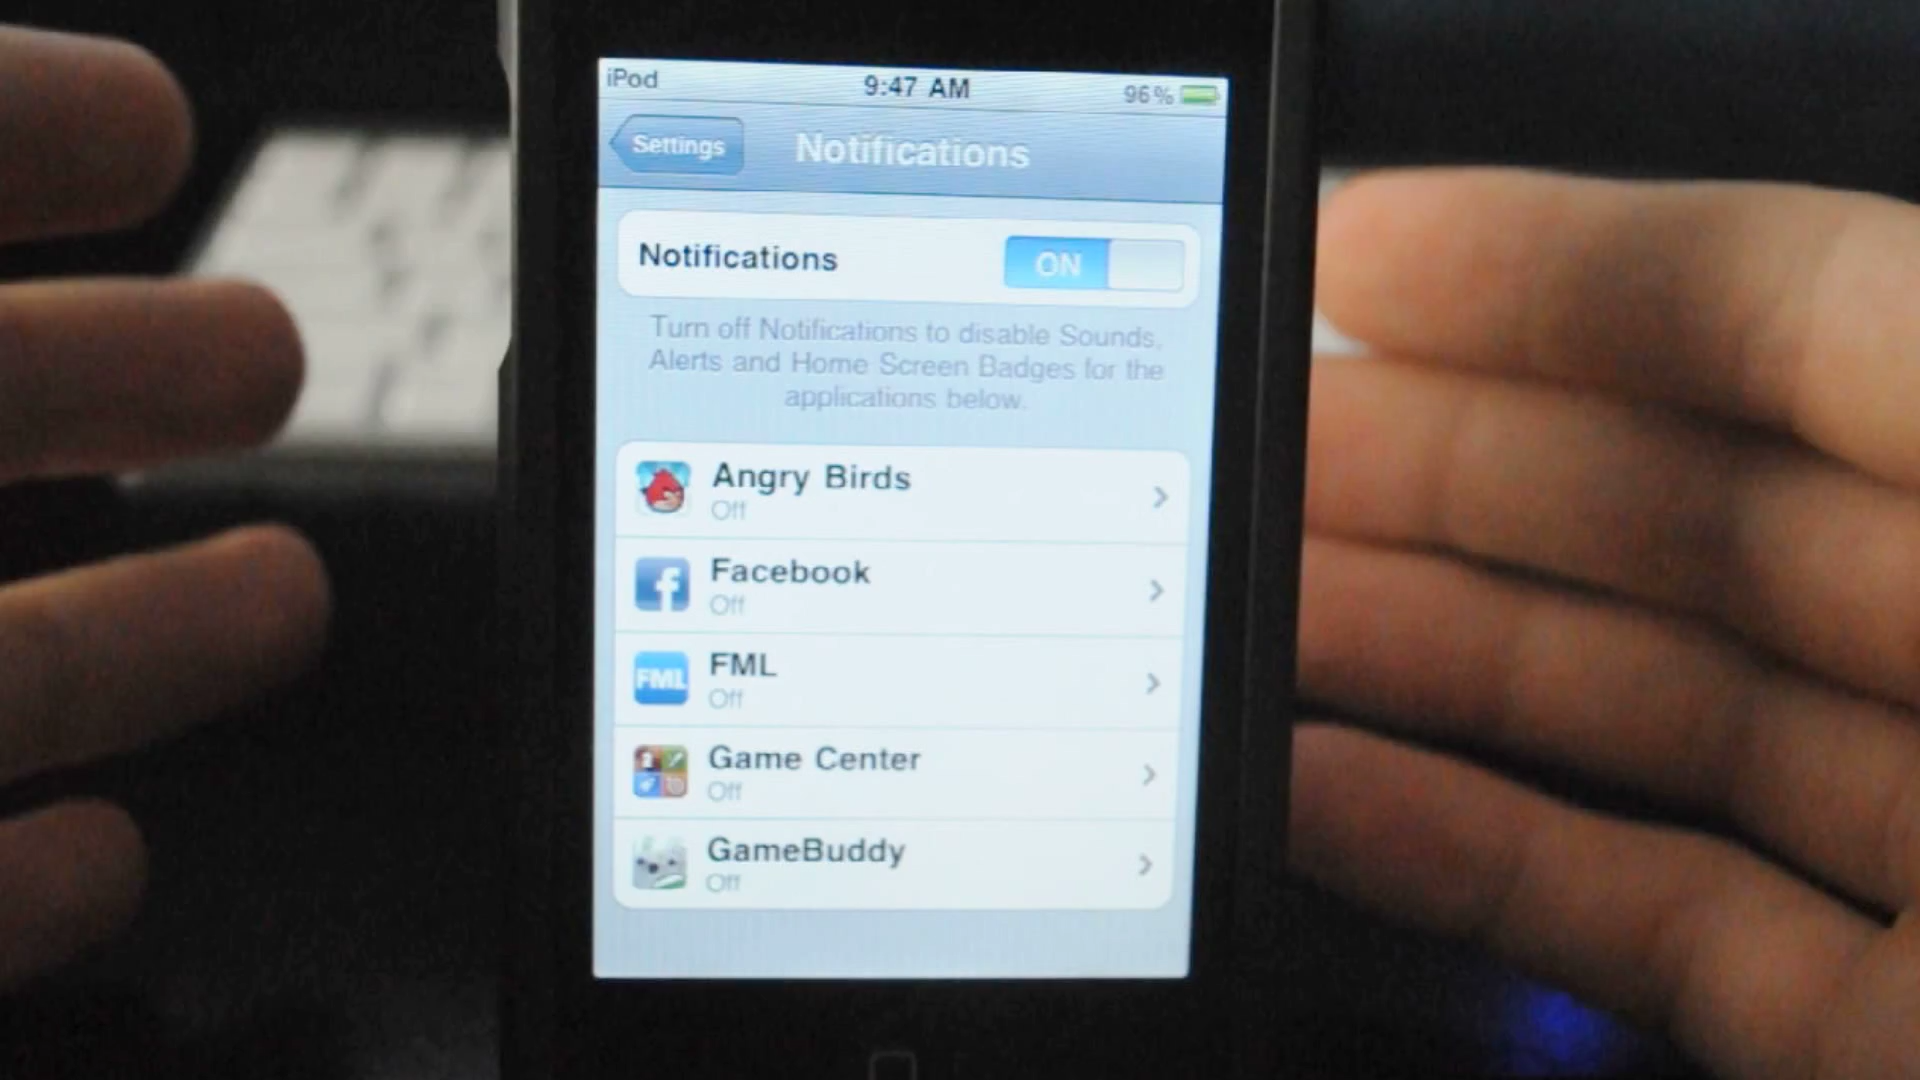 iPod 9:47 AM 96%
Settings Notifications
Notifications ON
Turn off Notifications to disable Sounds,
Alerts and Home Screen Badges for the
applications below.
Angry Birds
Off
Facebook
Off
FML FML
Off
Game Center
Off
GameBuddy
Off